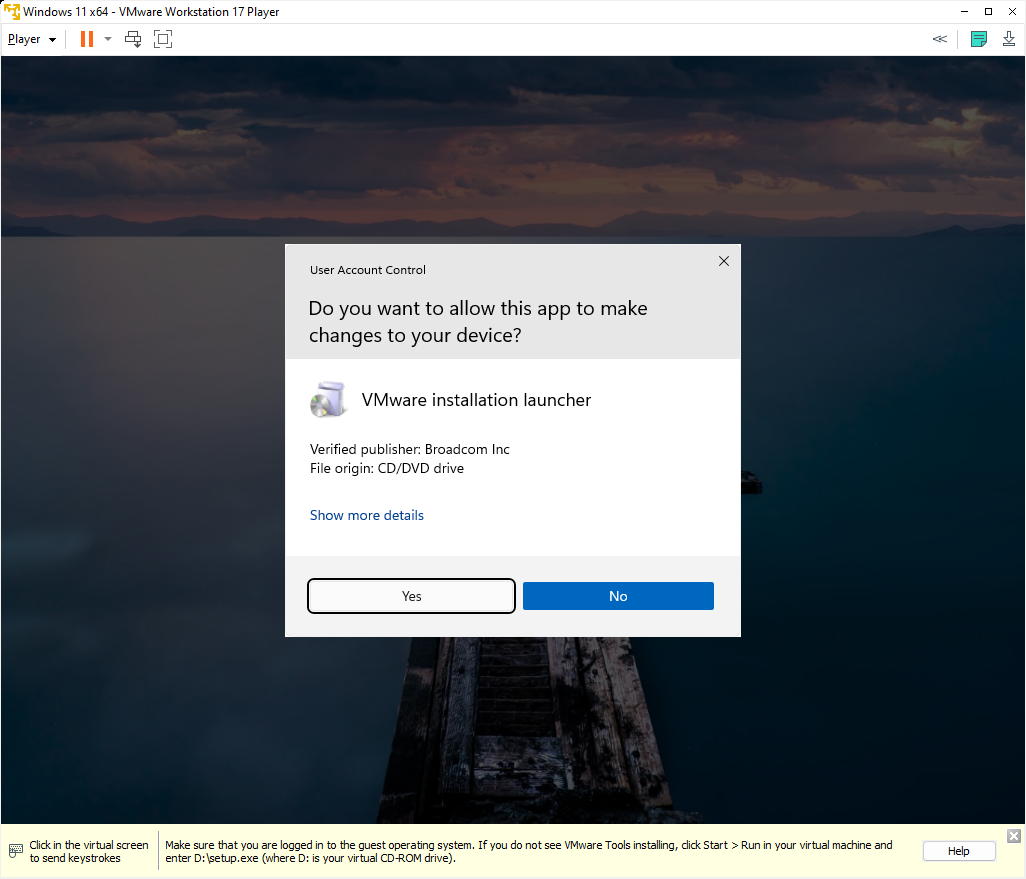 Windows 11 x64 - VMware Workstation 17 Player
Player
User Account Control
Do you want to allow this app to make
changes to your device?
VMware installation launcher
Verified publisher: Broadcom Inc
File origin: CD/DVD drive
Show more details
Yes
No
Click in the virtual screen
to send keystrokes
Make sure that you are logged in to the guest operating system. If you do not see VMware Tools installing, click Start > Run in your virtual machine and
enter D:\setup.exe (where D: is your virtual CD-ROM drive).
Help